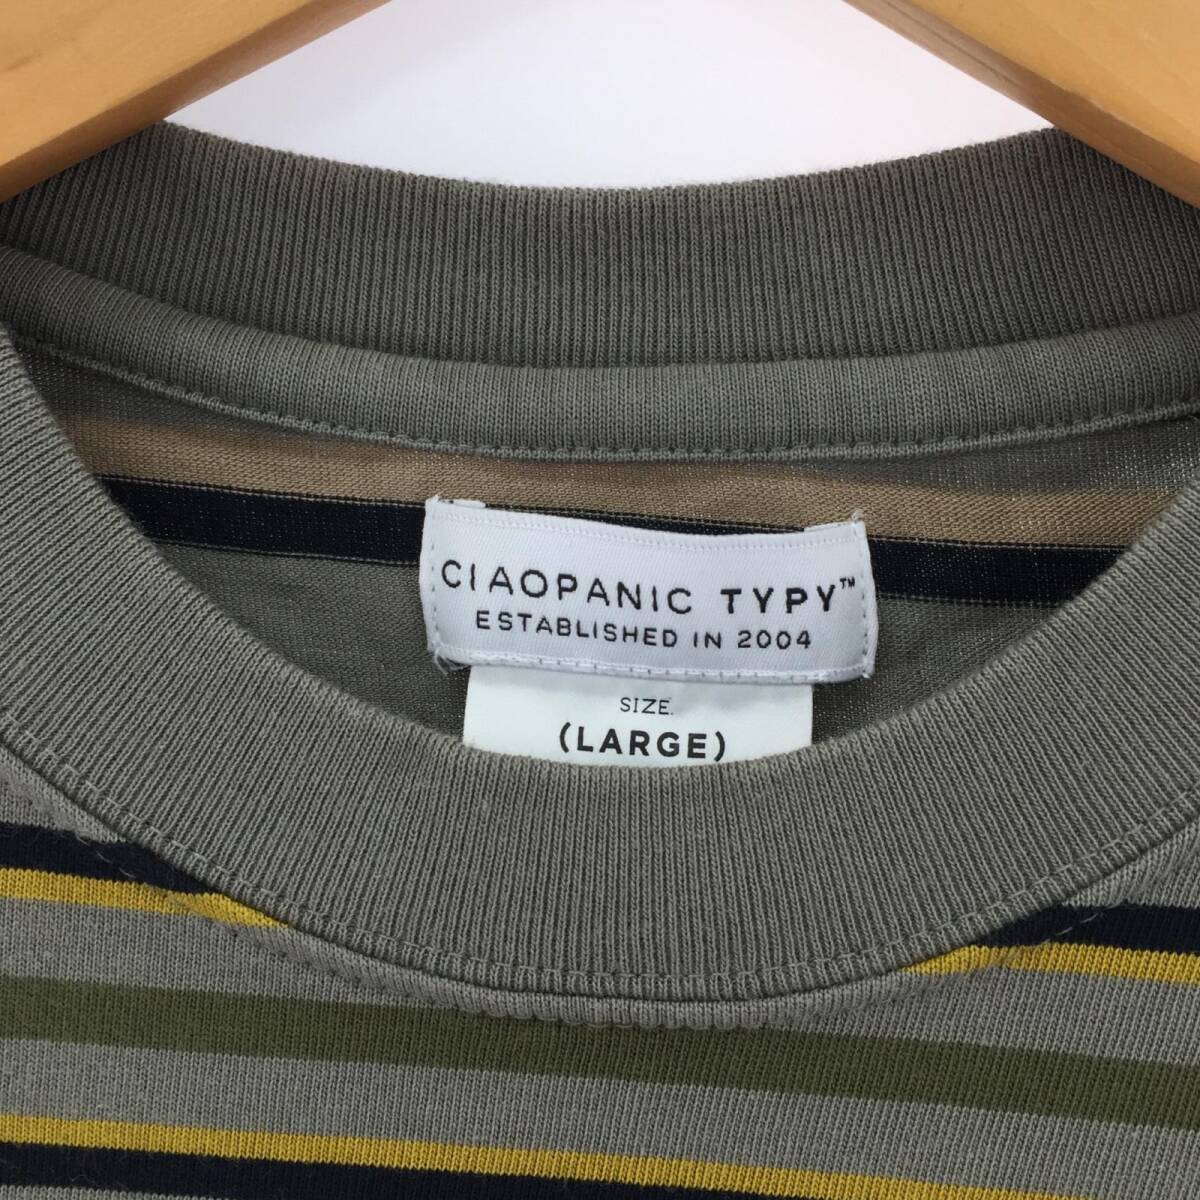 CIAOPANIC TYPY™
ESTABLISHED IN 2004
SIZE.
(LARGE)